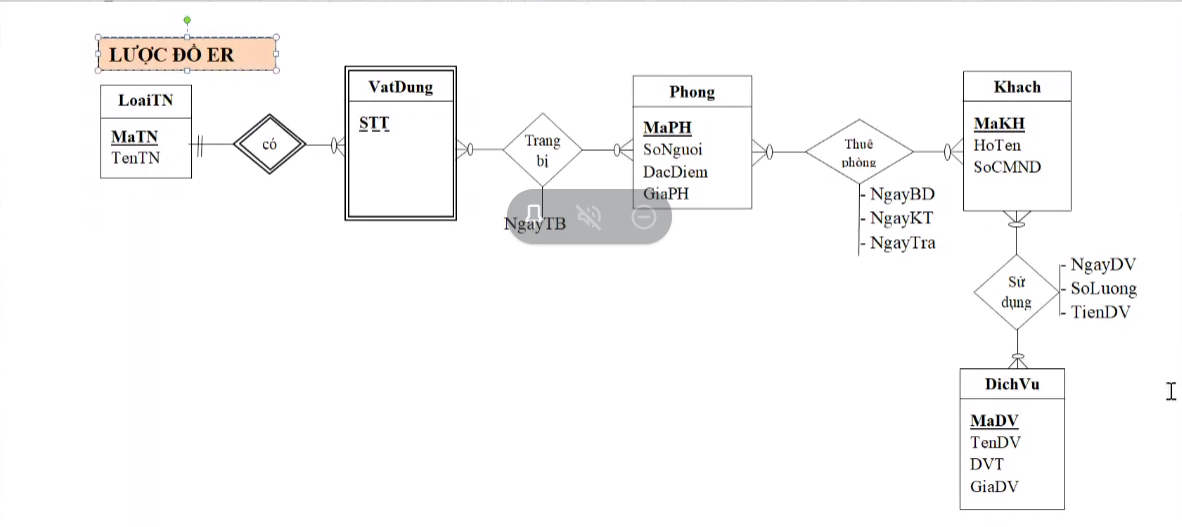 LƯỢC ĐỒ ER
LoaiTN
MaTN
TenTN
có
VatDung
STT
Trang
bị
NgayTB
Phong
MaPH
SoNguoi
DacDiem
GiaPH
Thuê
phòng
- NgayBD
- NgayKT
- NgayTra
Khach
MaKH
HoTen
SoCMND
Sử
dụng
- NgayDV
- SoLuong
- TienDV
DichVu
MaDV
TenDV
DVT
GiaDV